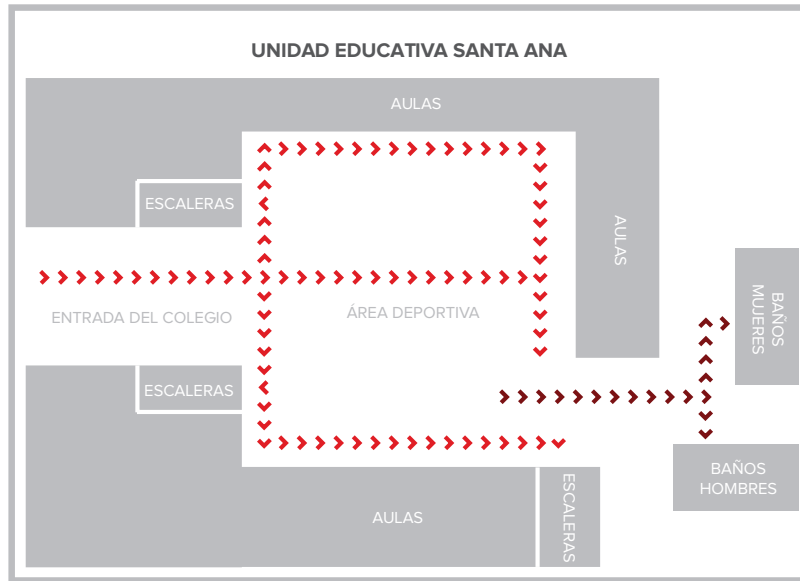 UNIDAD EDUCATIVA SANTA ANA
AULAS
ESCALERAS
AULAS
ENTRADA DEL COLEGIO
ÁREA DEPORTIVA
BAÑOS
MUJERES
ESCALERAS
BAÑOS
HOMBRES
AULAS
ESCALERAS